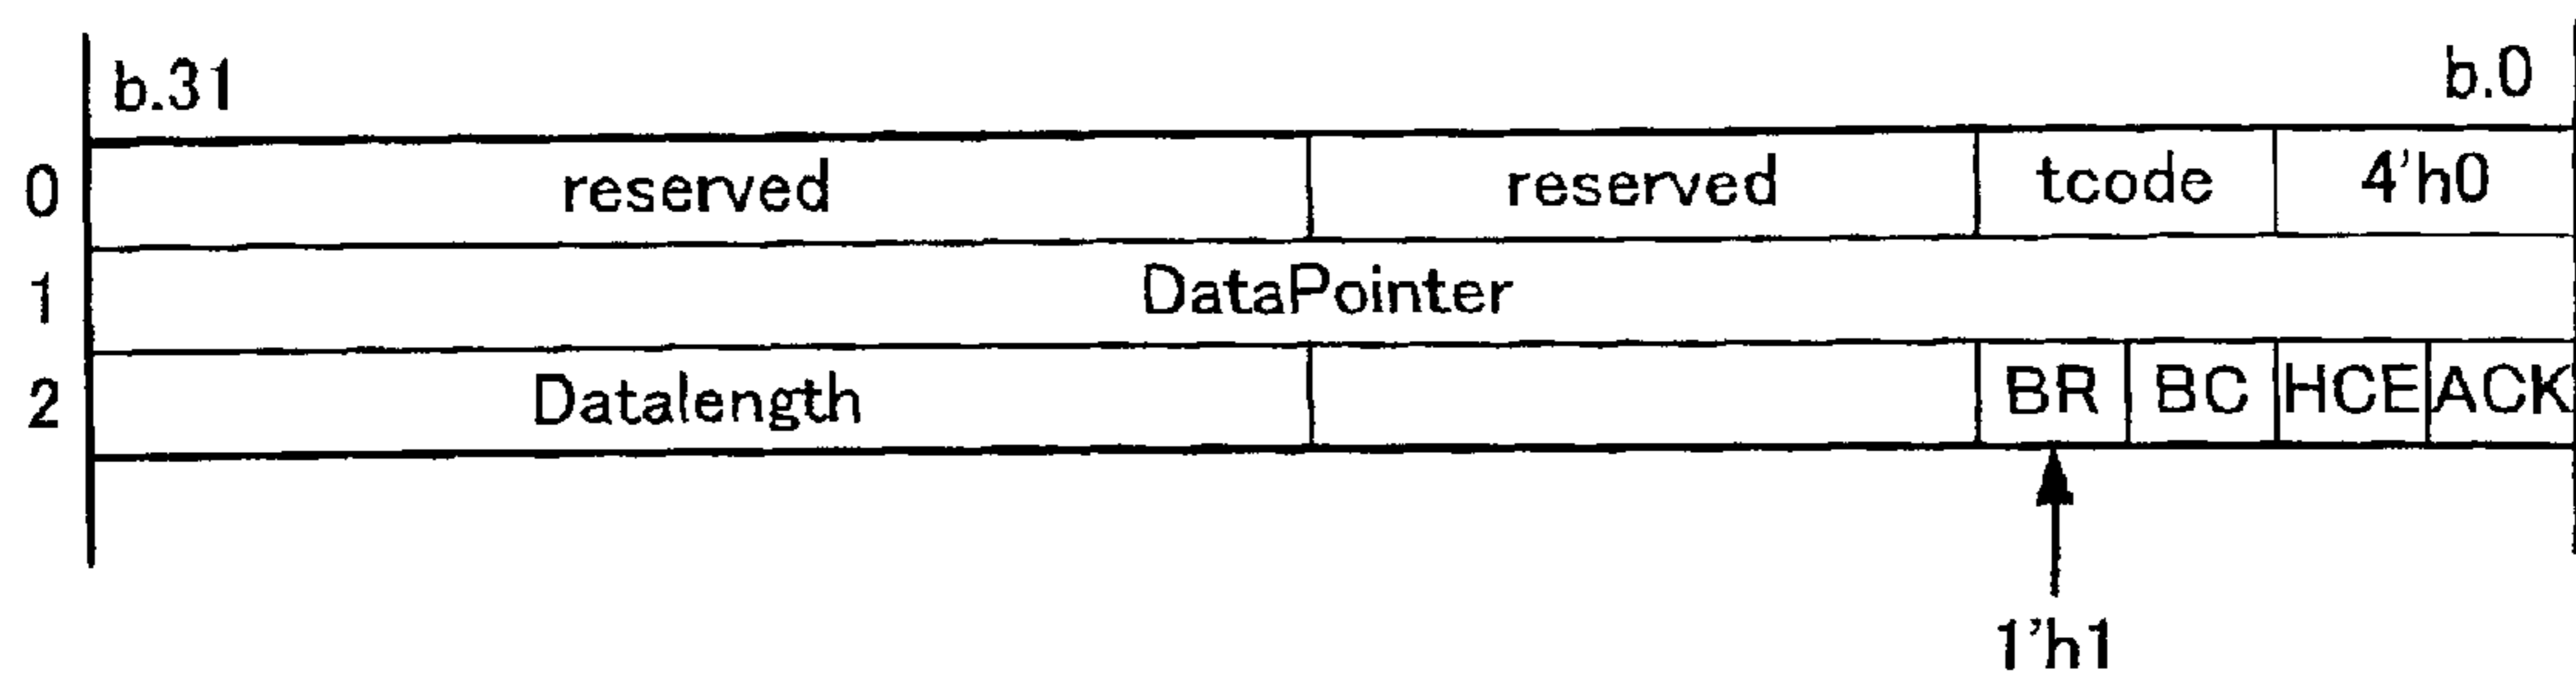 b.31 b.0
0 reserved reserved tcode 4'h0
1 DataPointer
2 Datalength BR BC HCE ACK
1'h1